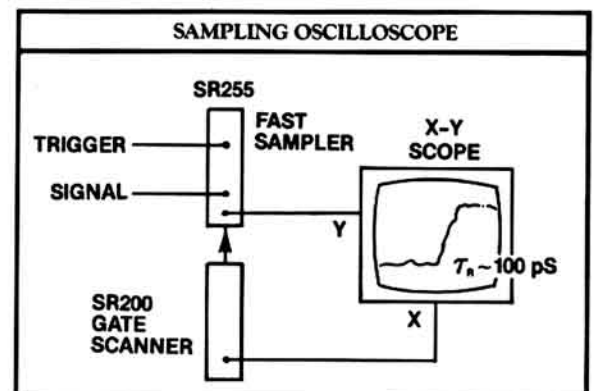 SAMPLING OSCILLOSCOPE
SR255
FAST
SAMPLER
TRIGGER
SIGNAL
X-Y
SCOPE
Y
τR ~ 100 pS
X
SR200
GATE
SCANNER